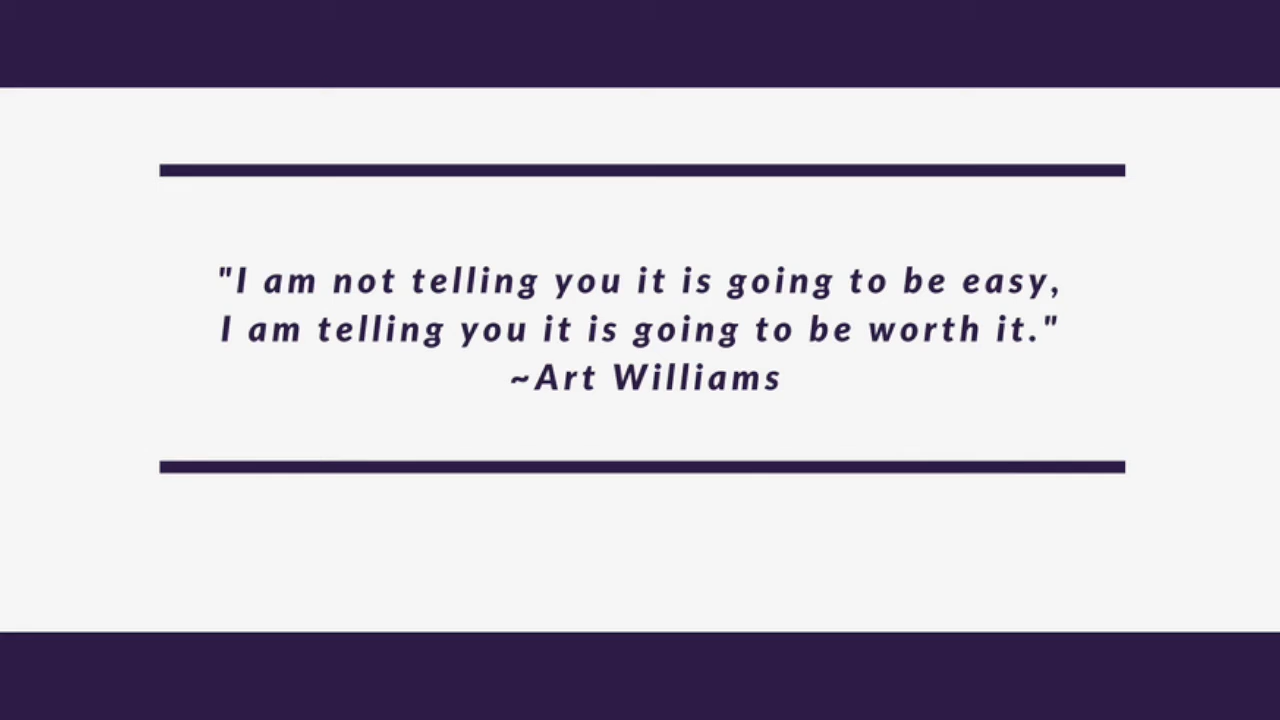 "I am not telling you it is going to be easy,
I am telling you it is going to be worth it."
~Art Williams